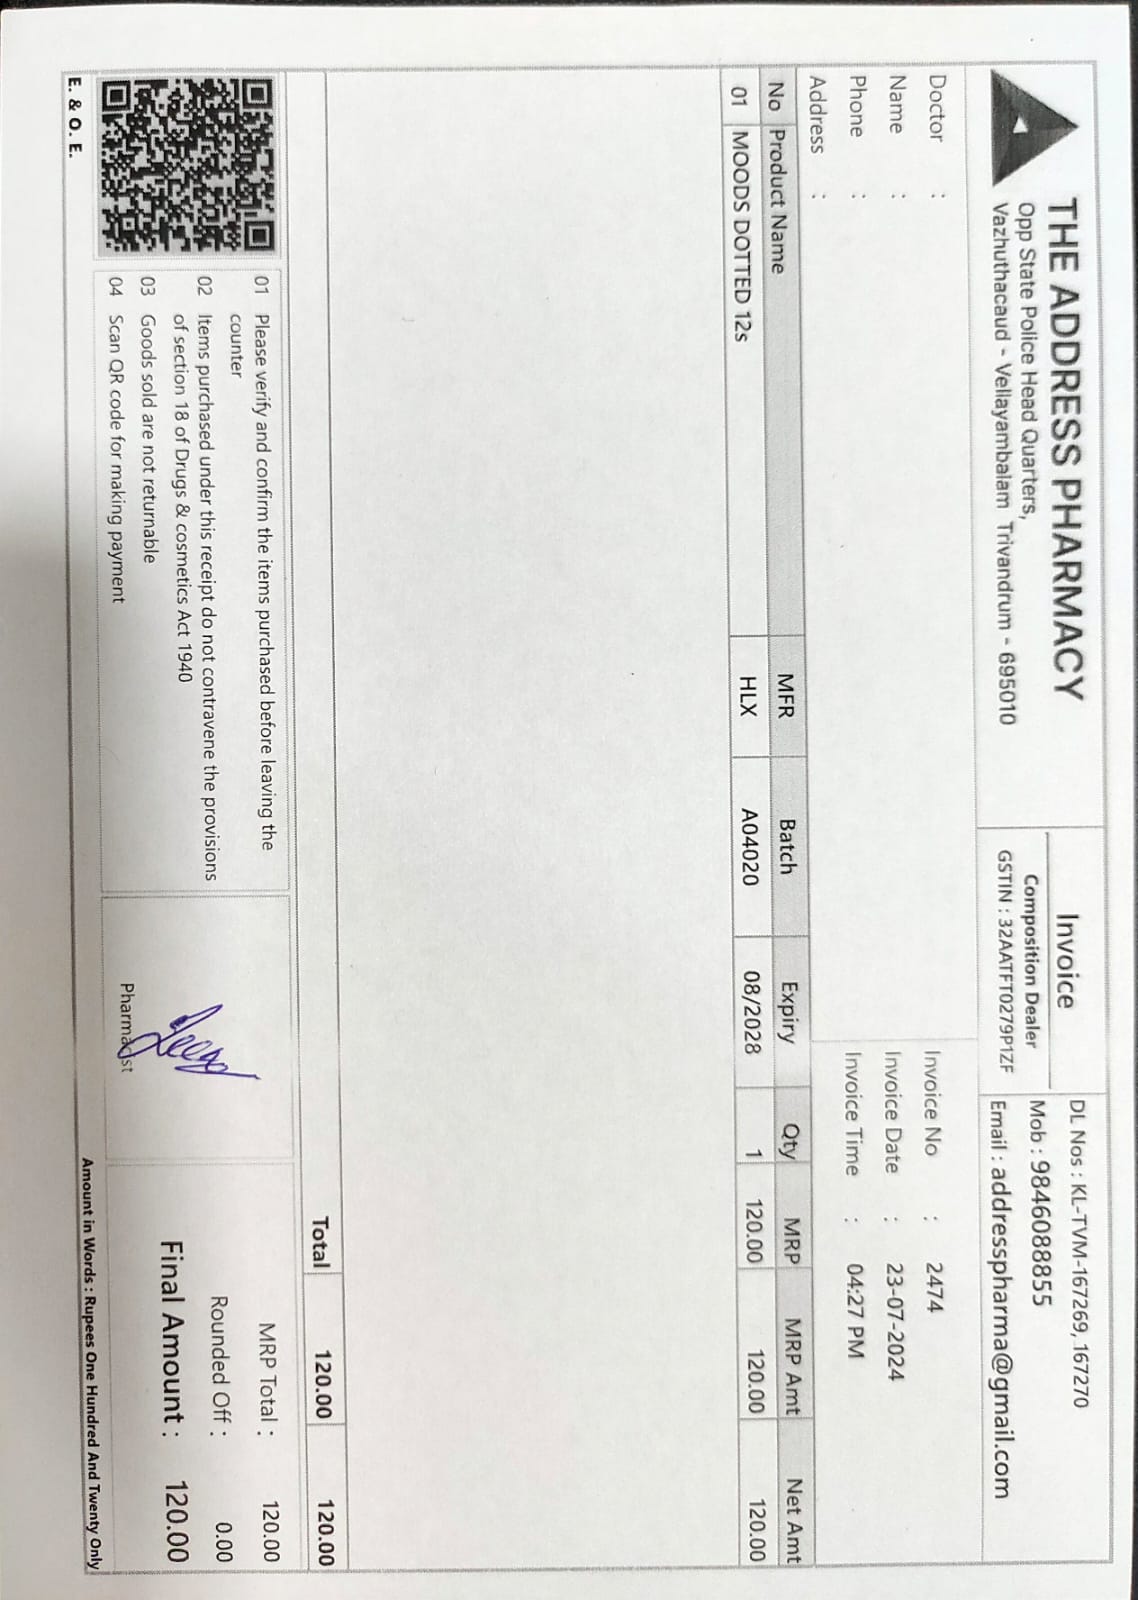 THE ADDRESS PHARMACY
Opp State Police Head Quarters,
Vazhuthacaud - Vellayambalam Trivandrum - 695010
Invoice
Composition Dealer
GSTIN : 32AATFT0279P1ZF
DL Nos : KL-TVM-167269, 167270
Mob : 9846088855
Email : addresspharma@gmail.com
Doctor :
Name :
Phone :
Address :
Invoice No : 2474
Invoice Date : 23-07-2024
Invoice Time : 04:27 PM
No Product Name MFR Batch Expiry Qty MRP MRP Amt Net Amt
01 MOODS DOTTED 12s HLX A04020 08/2028 1 120.00 120.00 120.00
Total 120.00 120.00
01 Please verify and confirm the items purchased before leaving the
counter
02 Items purchased under this receipt do not contravene the provisions
of section 18 of Drugs & cosmetics Act 1940
03 Goods sold are not returnable
04 Scan QR code for making payment
E. & O. E.
Pharmacist
MRP Total : 120.00
Rounded Off : 0.00
Final Amount : 120.00
Amount in Words : Rupees One Hundred And Twenty Only